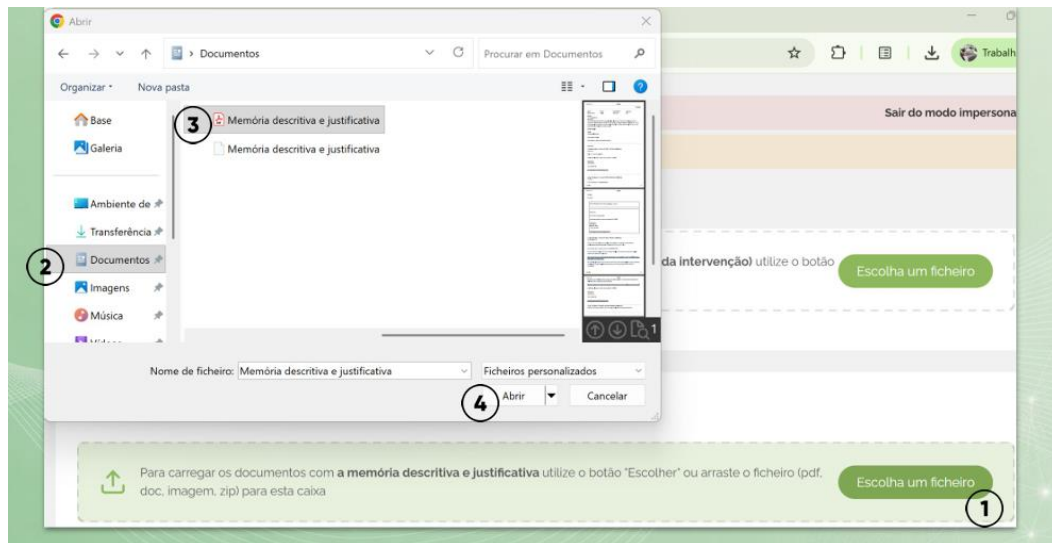 Abrir
Documentos
Procurar em Documentos
Trabalh
Organizar
Nova pasta
Sair do modo impersona
Base
3
Memória descritiva e justificativa
Galeria
Memória descritiva e justificativa
Ambiente de
Transferência
2
Documentos
da intervenção) utilize o botão
Escolha um ficheiro
Imagens
Música
1
Nome de ficheiro:
Memória descritiva e justificativa
Ficheiros personalizados
4
Abrir
Cancelar
Para carregar os documentos com a memória descritiva e justificativa utilize o botão "Escolher" ou arraste o ficheiro (pdf,
doc, imagem, zip) para esta caixa
Escolha um ficheiro
1